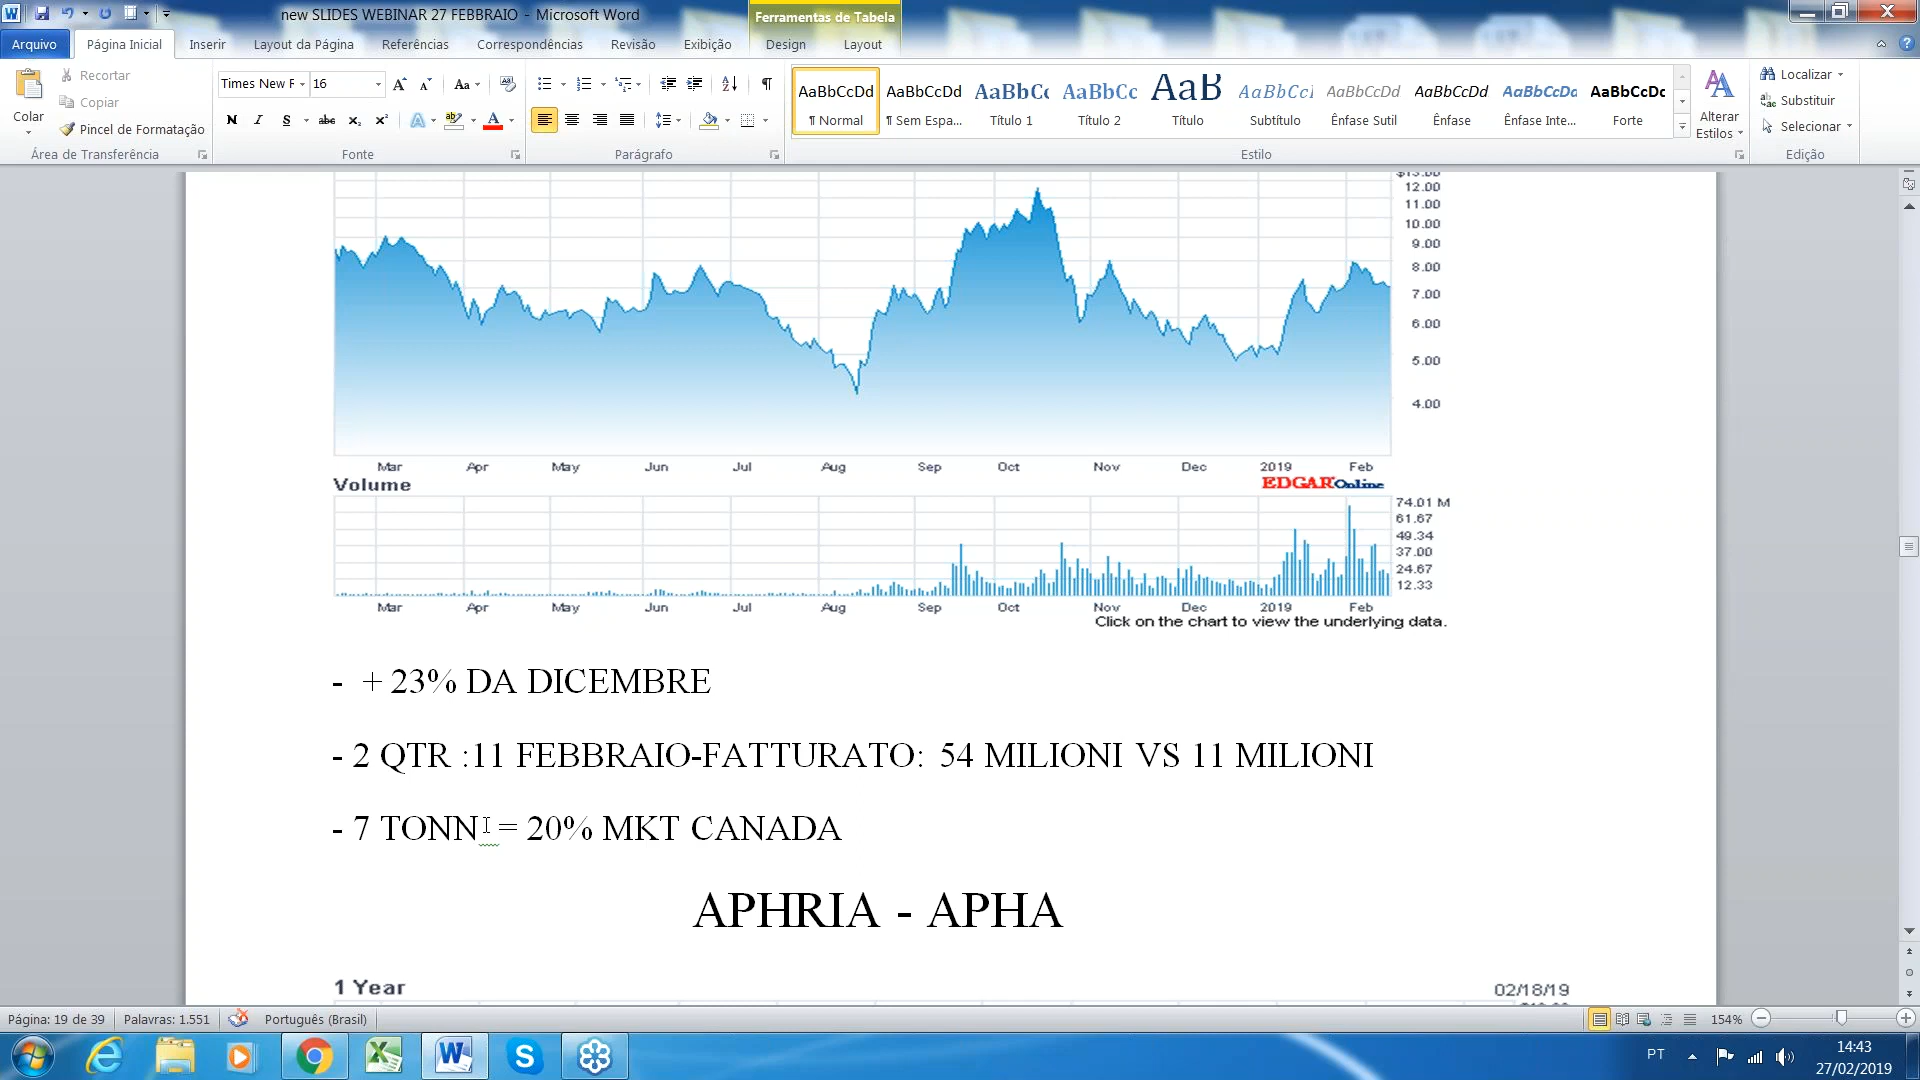 new SLIDES WEBINAR 27 FEBBRAIO - Microsoft Word
Ferramentas de Tabela
Arquivo Página Inicial Inserir Layout da Página Referências Correspondências Revisão Exibição Design Layout
Colar
Recortar
Copiar
Pincel de Formatação
Área de Transferência
Times New F 16
Fonte
Parágrafo
AaBbCcDd AaBbCcDd AaBbCc AaBbCc AaB AaBbCcI AaBbCcDd AaBbCcDd AaBbCcDd AaBbCcDc
¶ Normal ¶ Sem Espa... Título 1 Título 2 Título Subtítulo Ênfase Sutil Ênfase Ênfase Inte... Forte
Alterar Estilos
Estilo
Localizar
Substituir
Selecionar
Edição
$13.00
12.00
11.00
10.00
9.00
8.00
7.00
6.00
5.00
4.00
Mar Apr May Jun Jul Aug Sep Oct Nov Dec 2019 Feb
Volume
EDGAR Online
74.01 M
61.67
49.34
37.00
24.67
12.33
Mar Apr May Jun Jul Aug Sep Oct Nov Dec 2019 Feb
Click on the chart to view the underlying data.
- + 23% DA DICEMBRE
- 2 QTR :11 FEBBRAIO-FATTURATO: 54 MILIONI VS 11 MILIONI
- 7 TONN = 20% MKT CANADA
APHRIA - APHA
1 Year 02/18/19
Página: 19 de 39 Palavras: 1.551 Português (Brasil) 154%
PT 14:43
27/02/2019